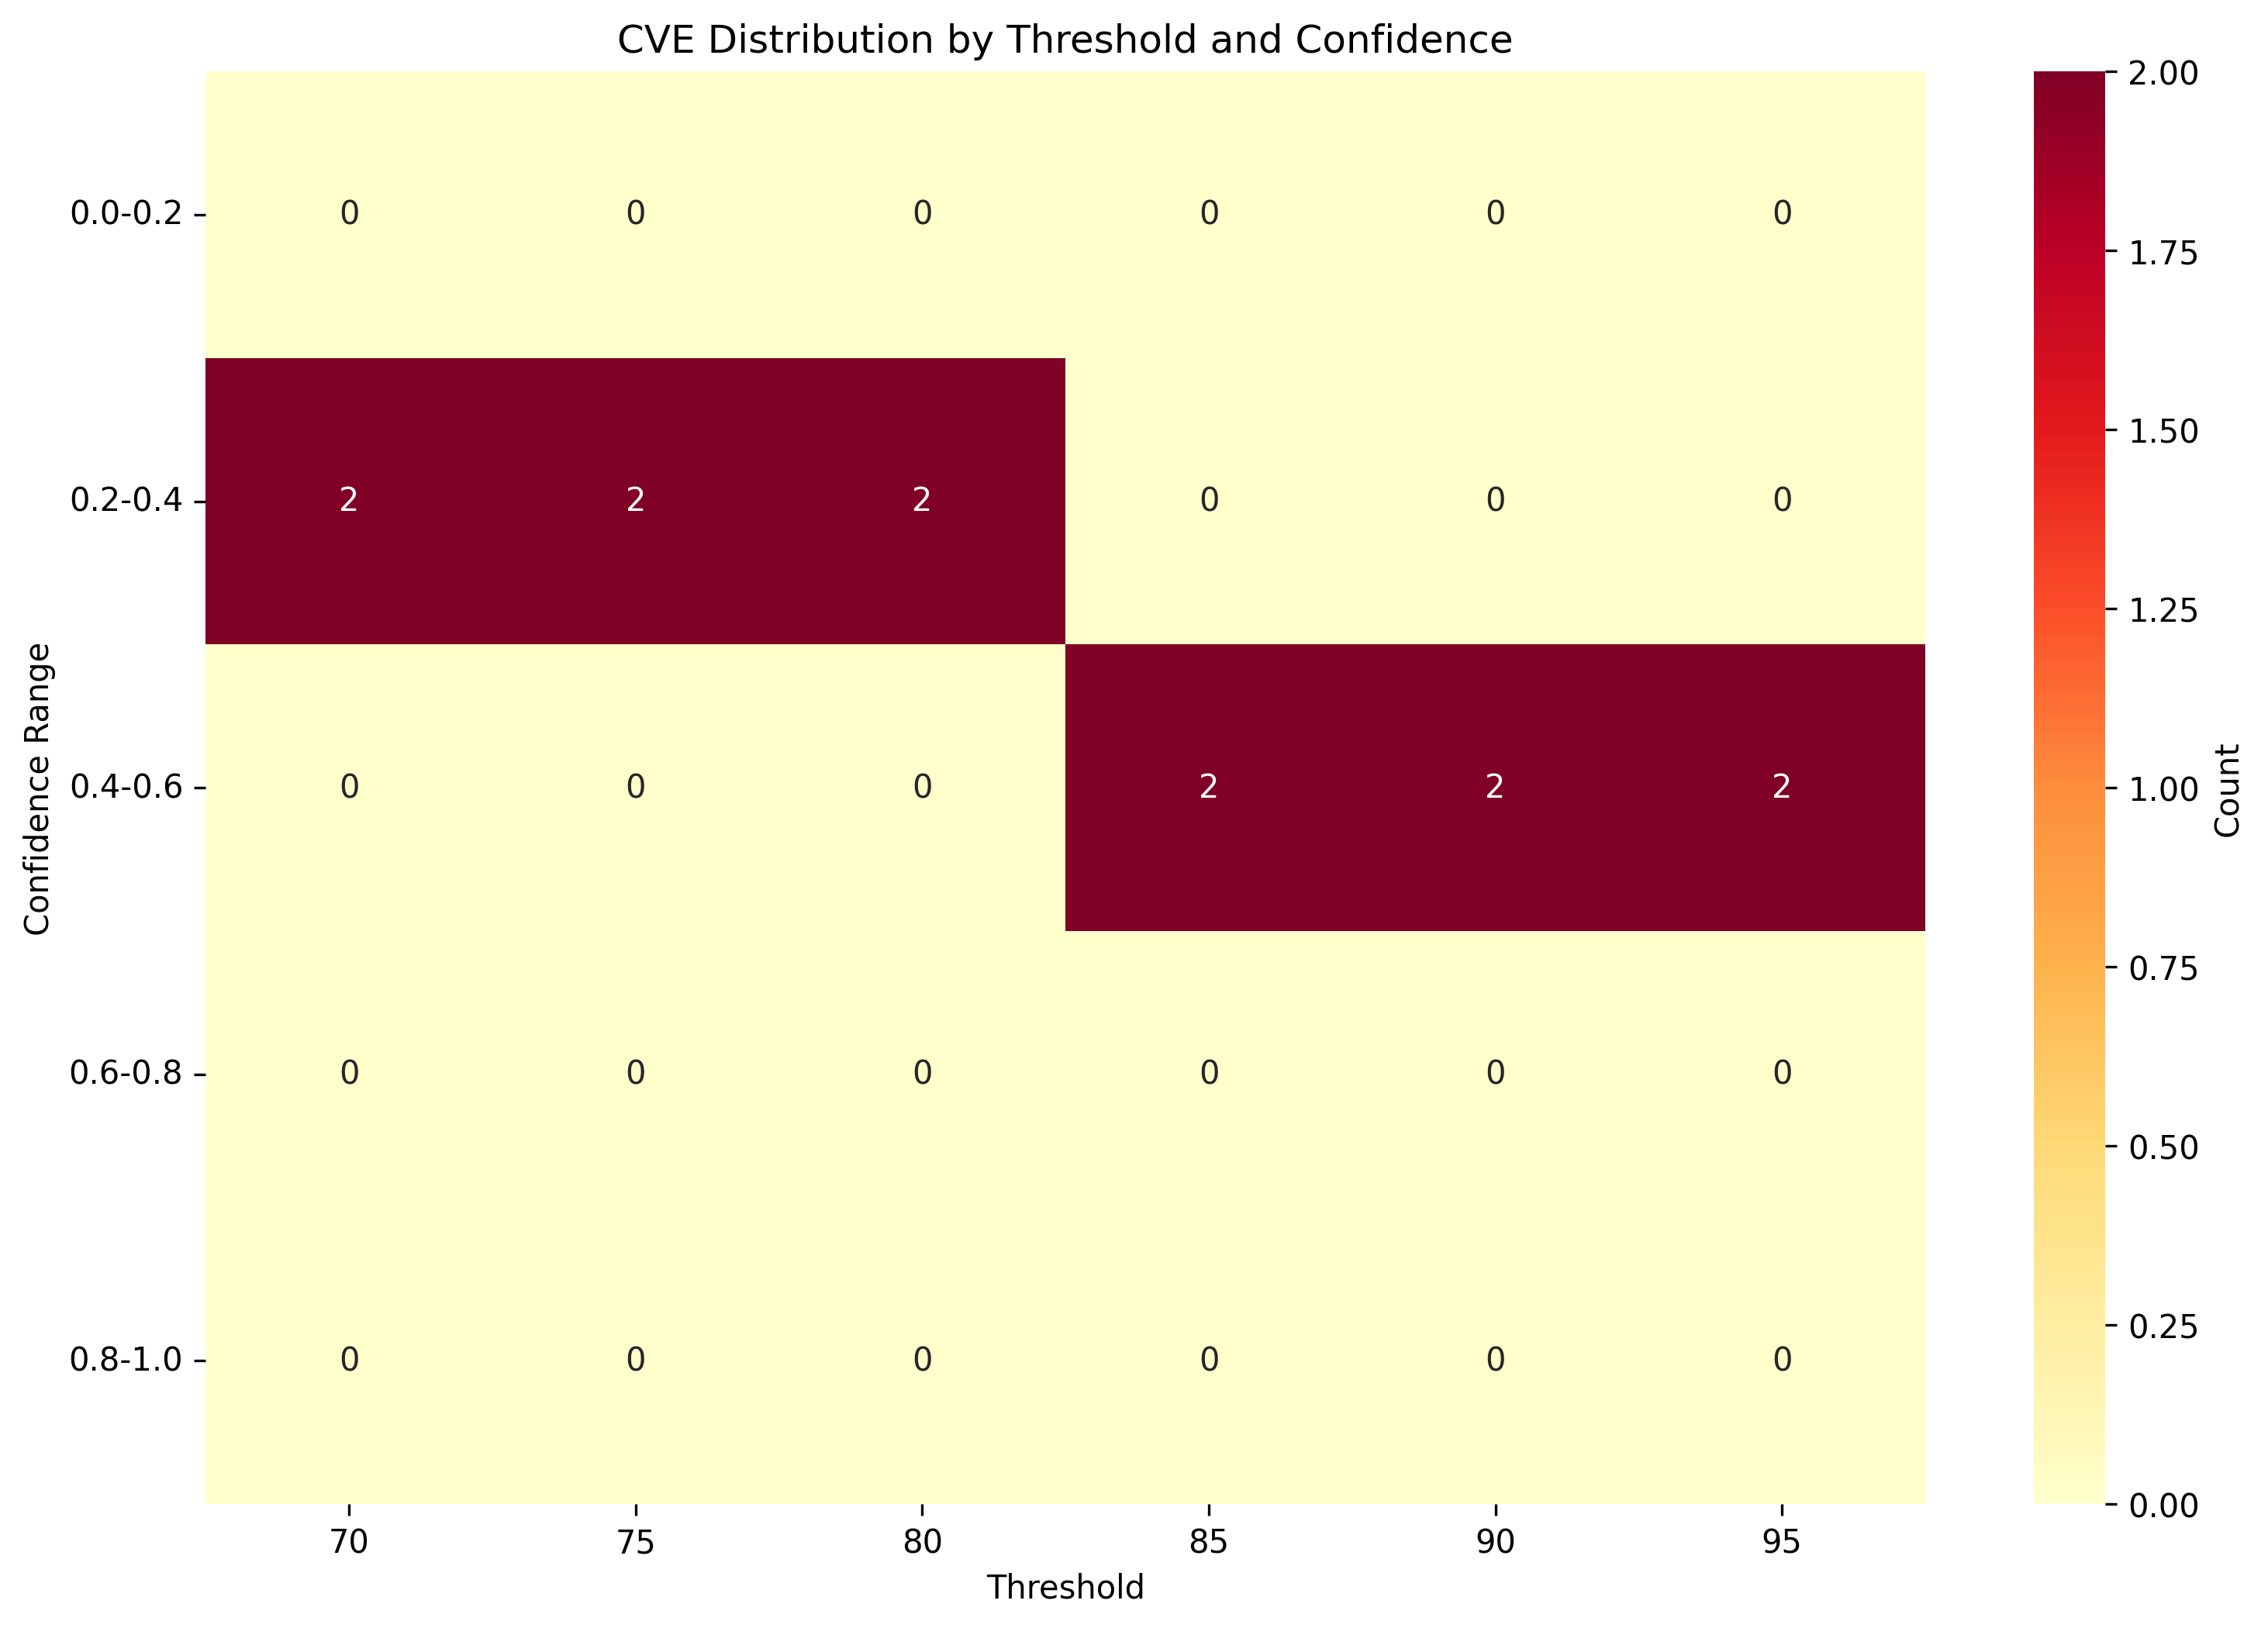 CVE Distribution by Threshold and Confidence
Confidence Range
0.0-0.2 0 0 0 0 0 0
0.2-0.4 2 2 2 0 0 0
0.4-0.6 0 0 0 2 2 2
0.6-0.8 0 0 0 0 0 0
0.8-1.0 0 0 0 0 0 0
70 75 80 85 90 95
Threshold
2.00
1.75
1.50
1.25
1.00
0.75
0.50
0.25
0.00
Count